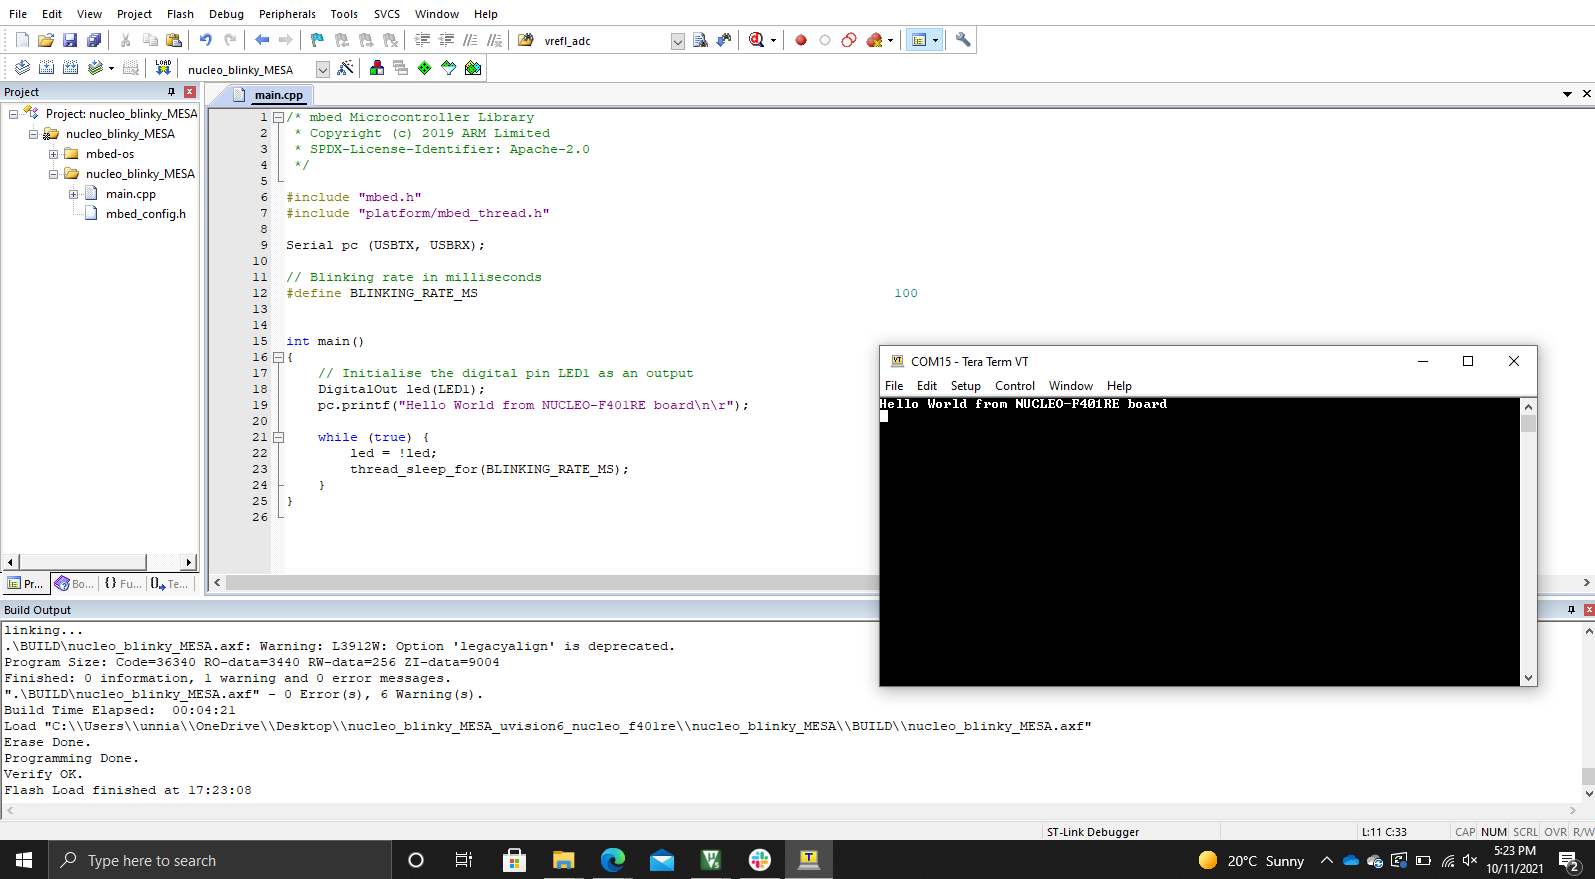 File Edit View Project Flash Debug Peripherals Tools SVCS Window Help
vrefl_adc
LOAD nucleo_blinky_MESA
Project
main.cpp
Project: nucleo_blinky_MESA
nucleo_blinky_MESA
mbed-os
nucleo_blinky_MESA
main.cpp
mbed_config.h
1 /* mbed Microcontroller Library
2 * Copyright (c) 2019 ARM Limited
3 * SPDX-License-Identifier: Apache-2.0
4 */
5
6 #include "mbed.h"
7 #include "platform/mbed_thread.h"
8
9 Serial pc (USBTX, USBRX);
10
11 // Blinking rate in milliseconds
12 #define BLINKING_RATE_MS 100
13
14
15 int main()
16 {
17 // Initialise the digital pin LED1 as an output
18 DigitalOut led(LED1);
19 pc.printf("Hello World from NUCLEO-F401RE board\n\r");
20
21 while (true) {
22 led = !led;
23 thread_sleep_for(BLINKING_RATE_MS);
24 }
25 }
26
Pr... Bo... {} Fu... Te...
COM15 - Tera Term VT
File Edit Setup Control Window Help
Hello World from NUCLEO-F401RE board
Build Output
linking...
.\BUILD\nucleo_blinky_MESA.axf: Warning: L3912W: Option 'legacyalign' is deprecated.
Program Size: Code=36340 RO-data=3440 RW-data=256 ZI-data=9004
Finished: 0 information, 1 warning and 0 error messages.
".\BUILD\nucleo_blinky_MESA.axf" - 0 Error(s), 6 Warning(s).
Build Time Elapsed:  00:04:21
Load "C:\\Users\\unnia\\OneDrive\\Desktop\\nucleo_blinky_MESA_uvision6_nucleo_f401re\\nucleo_blinky_MESA\\BUILD\\nucleo_blinky_MESA.axf"
Erase Done.
Programming Done.
Verify OK.
Flash Load finished at 17:23:08
ST-Link Debugger L:11 C:33 CAP NUM SCRL OVR R/W
Type here to search
20°C Sunny
5:23 PM
10/11/2021
2